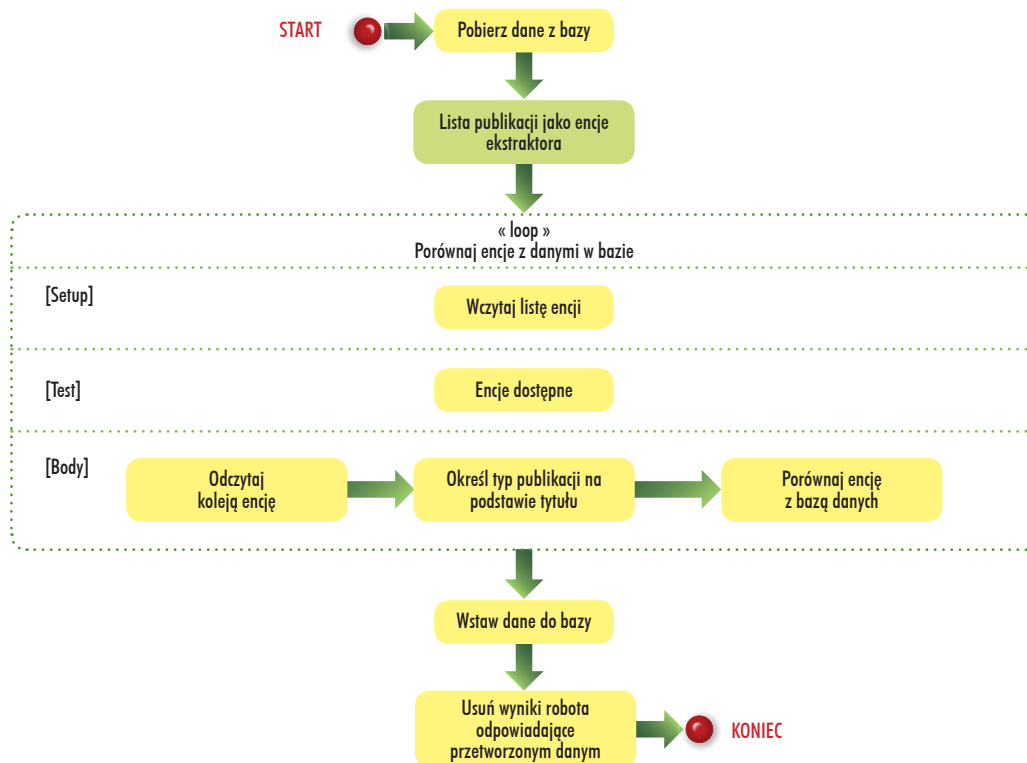 START
Pobierz dane z bazy
Lista publikacji jako encje
ekstraktora
« loop »
Porównaj encje z danymi w bazie
[Setup]
Wczytaj listę encji
[Test]
Encje dostępne
[Body]
Odczytaj
koleją encję
Określ typ publikacji na
podstawie tytułu
Porównaj encję
z bazą danych
Wstaw dane do bazy
Usuń wyniki robota
odpowiadające
przetworzonym danym
KONIEC